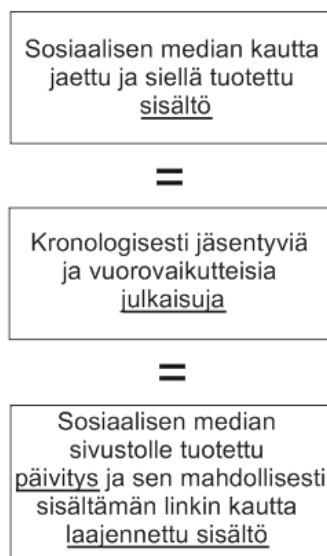 Sosiaalisen median kautta
jaettu ja siellä tuotettu
sisältö
=
Kronologisesti jäsentyviä
ja vuorovaikutteisia
julkaisuja
=
Sosiaalisen median
sivustolle tuotettu
päivitys ja sen mahdollisesti
sisältämän linkin kautta
laajennettu sisältö